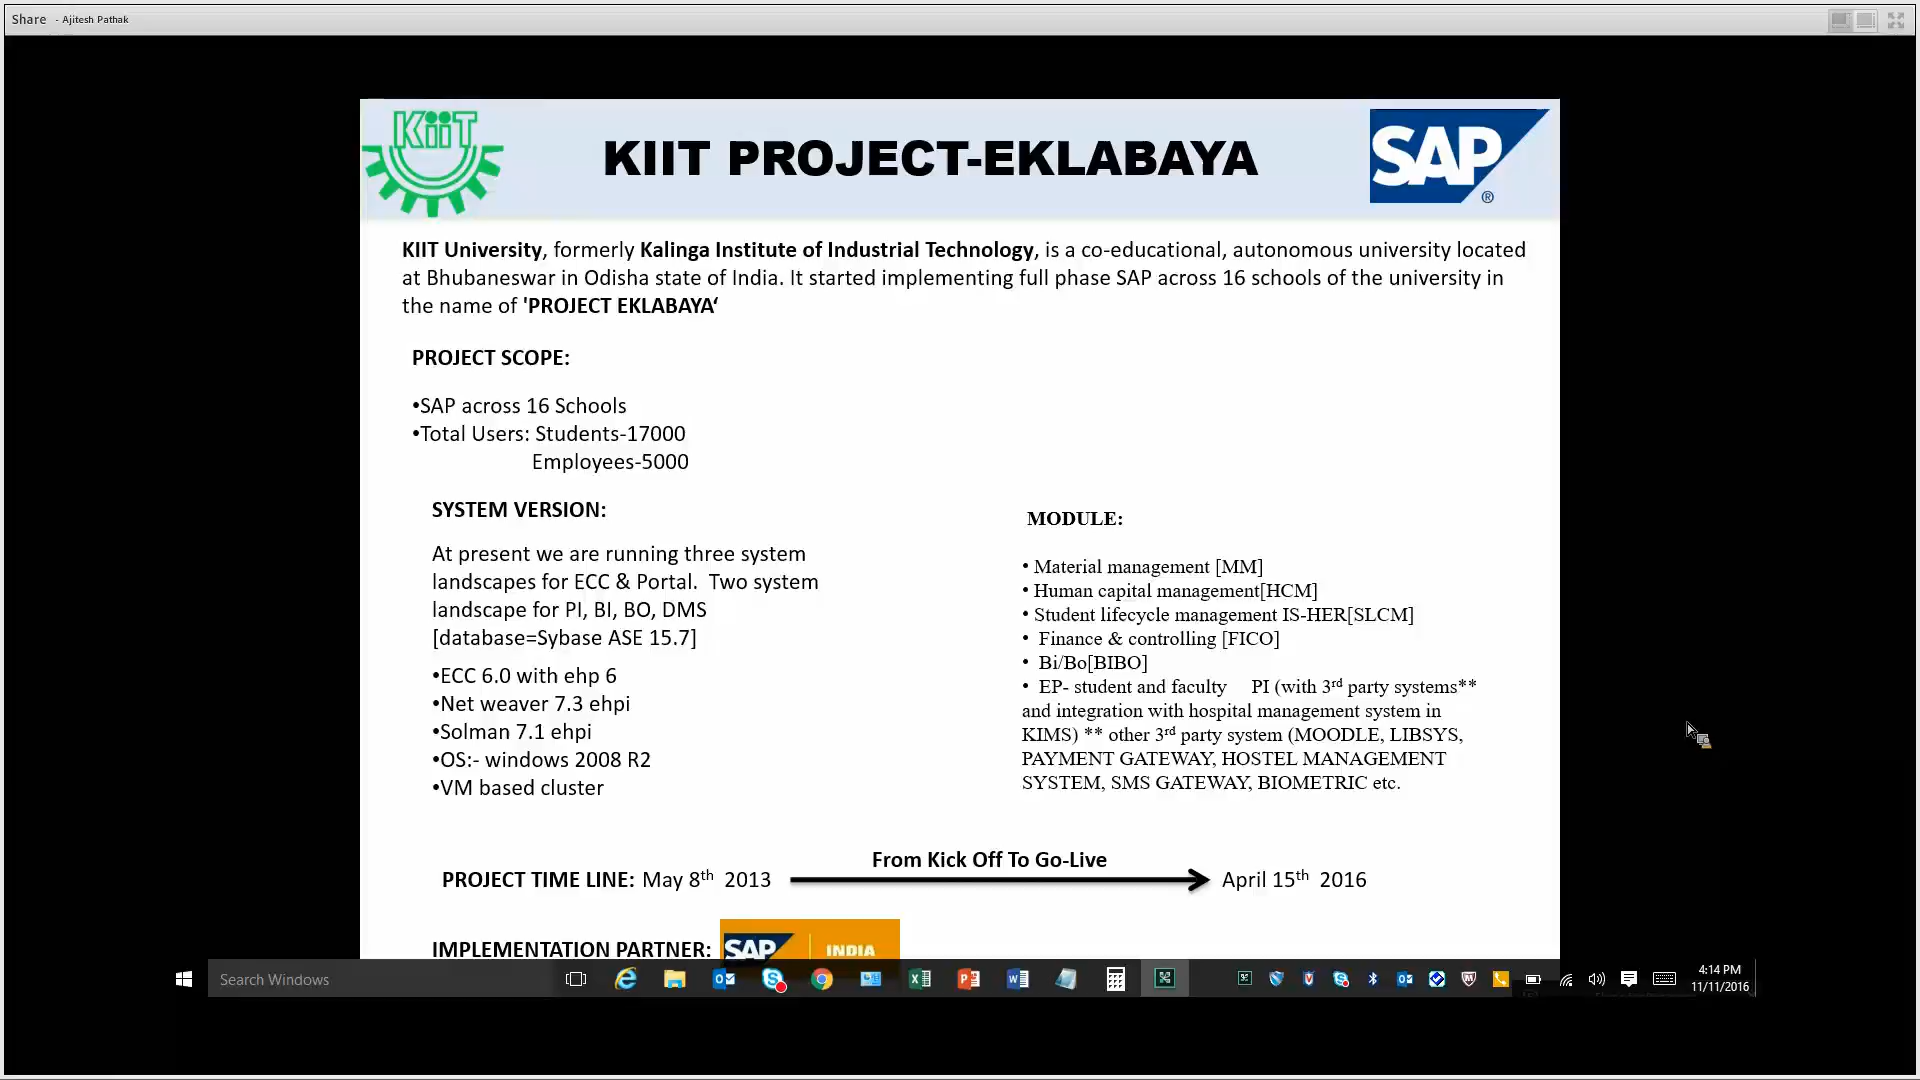 Share - Ajitesh Pathak
KiiT
KIIT PROJECT-EKLABAYA
SAP
®
KIIT University, formerly Kalinga Institute of Industrial Technology, is a co-educational, autonomous university located
at Bhubaneswar in Odisha state of India. It started implementing full phase SAP across 16 schools of the university in
the name of 'PROJECT EKLABAYA‘
PROJECT SCOPE:
•SAP across 16 Schools
•Total Users: Students-17000
Employees-5000
SYSTEM VERSION:
At present we are running three system
landscapes for ECC & Portal. Two system
landscape for PI, BI, BO, DMS
[database=Sybase ASE 15.7]
•ECC 6.0 with ehp 6
•Net weaver 7.3 ehpi
•Solman 7.1 ehpi
•OS:- windows 2008 R2
•VM based cluster
MODULE:
• Material management [MM]
• Human capital management[HCM]
• Student lifecycle management IS-HER[SLCM]
• Finance & controlling [FICO]
• Bi/Bo[BIBO]
• EP- student and faculty PI (with 3rd party systems**
and integration with hospital management system in
KIMS) ** other 3rd party system (MOODLE, LIBSYS,
PAYMENT GATEWAY, HOSTEL MANAGEMENT
SYSTEM, SMS GATEWAY, BIOMETRIC etc.
From Kick Off To Go-Live
PROJECT TIME LINE: May 8th 2013 April 15th 2016
IMPLEMENTATION PARTNER: SAP INDIA
Search Windows
4:14 PM
11/11/2016